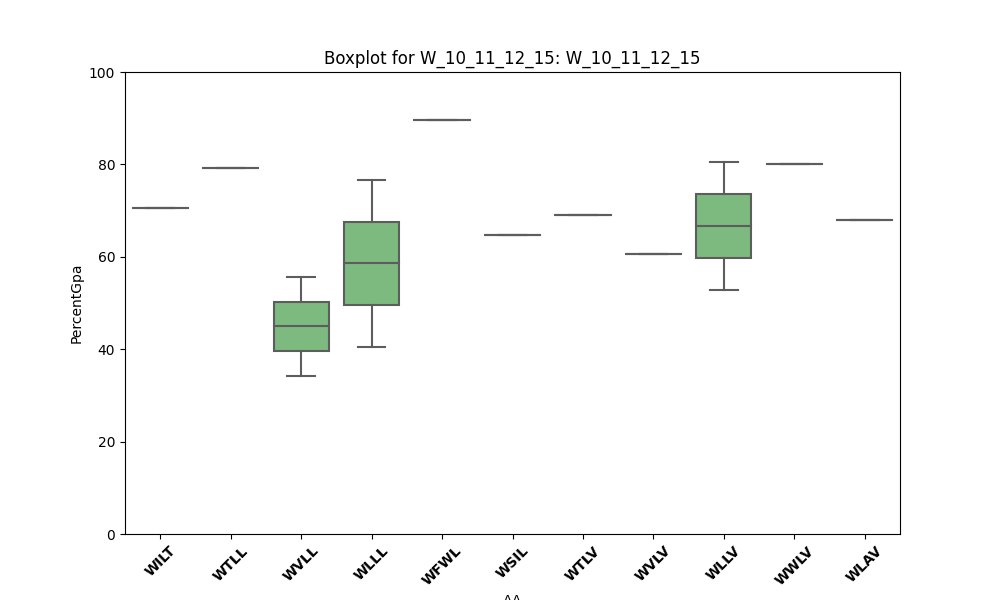 Boxplot for W_10_11_12_15: W_10_11_12_15
PercentGpa
100
80
60
40
20
0
WILT
WTLL
WVLL
WLLL
WFWL
WSIL
WTLV
WVLV
WLLV
WWLV
WLAV